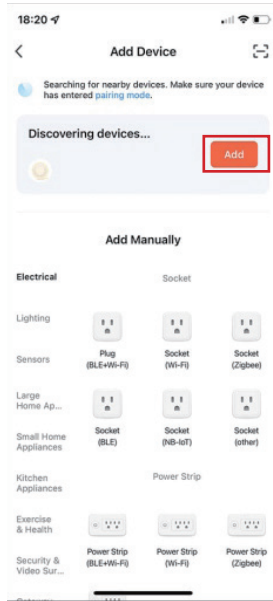 18:20
Add Device
Searching for nearby devices. Make sure your device
has entered pairing mode.
Discovering devices...
Add
Add Manually
Electrical
Socket
Lighting
Plug
(BLE+Wi-Fi)
Socket
(Wi-Fi)
Socket
(Zigbee)
Sensors
Large
Home Ap...
Socket
(BLE)
Socket
(NB-IoT)
Socket
(other)
Small Home
Appliances
Kitchen
Appliances
Power Strip
Exercise
& Health
Power Strip
(BLE+Wi-Fi)
Power Strip
(Wi-Fi)
Power Strip
(Zigbee)
Security &
Video Sur...